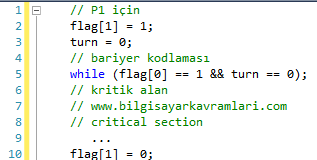 1 // P1 için
2 flag[1] = 1;
3 turn = 0;
4 // bariyer kodlaması
5 while (flag[0] == 1 && turn == 0);
6 // kritik alan
7 // www.bilgisayarkavramlari.com
8 // critical section
9 ...
10 flag[1] = 0;